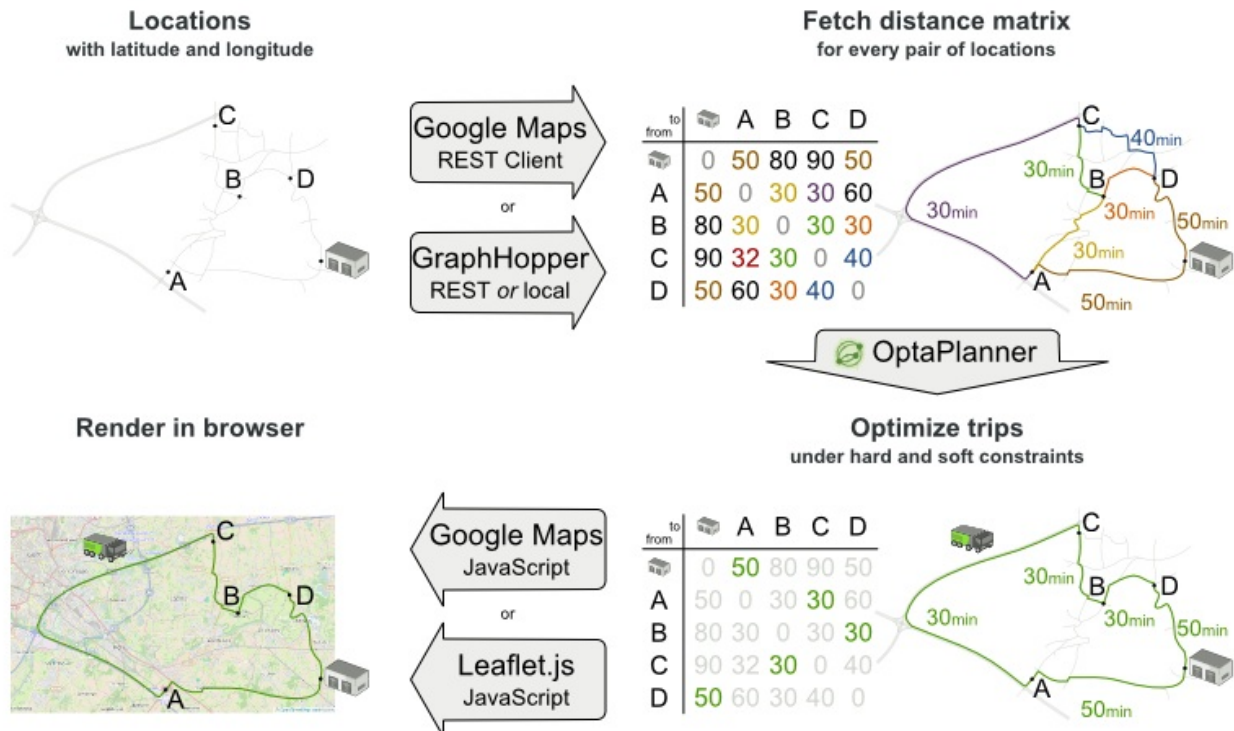 Locations
with latitude and longitude
C
B
D
A
Google Maps
REST Client
or
GraphHopper
REST or local
Fetch distance matrix
for every pair of locations
to
from
A B C D
0 50 80 90 50
A 50 0 30 30 60
B 80 30 0 30 30
C 90 32 30 0 40
D 50 60 30 40 0
C
40min
30min
B
D
30min
30min
50min
30min
A
50min
OptaPlanner
Optimize trips
under hard and soft constraints
to
from
A B C D
0 50 80 90 50
A 50 0 30 30 60
B 80 30 0 30 30
C 90 32 30 0 40
D 50 60 30 40 0
C
30min
B
D
30min
30min
50min
A
50min
Google Maps
JavaScript
or
Leaflet.js
JavaScript
Render in browser
C
B
D
A